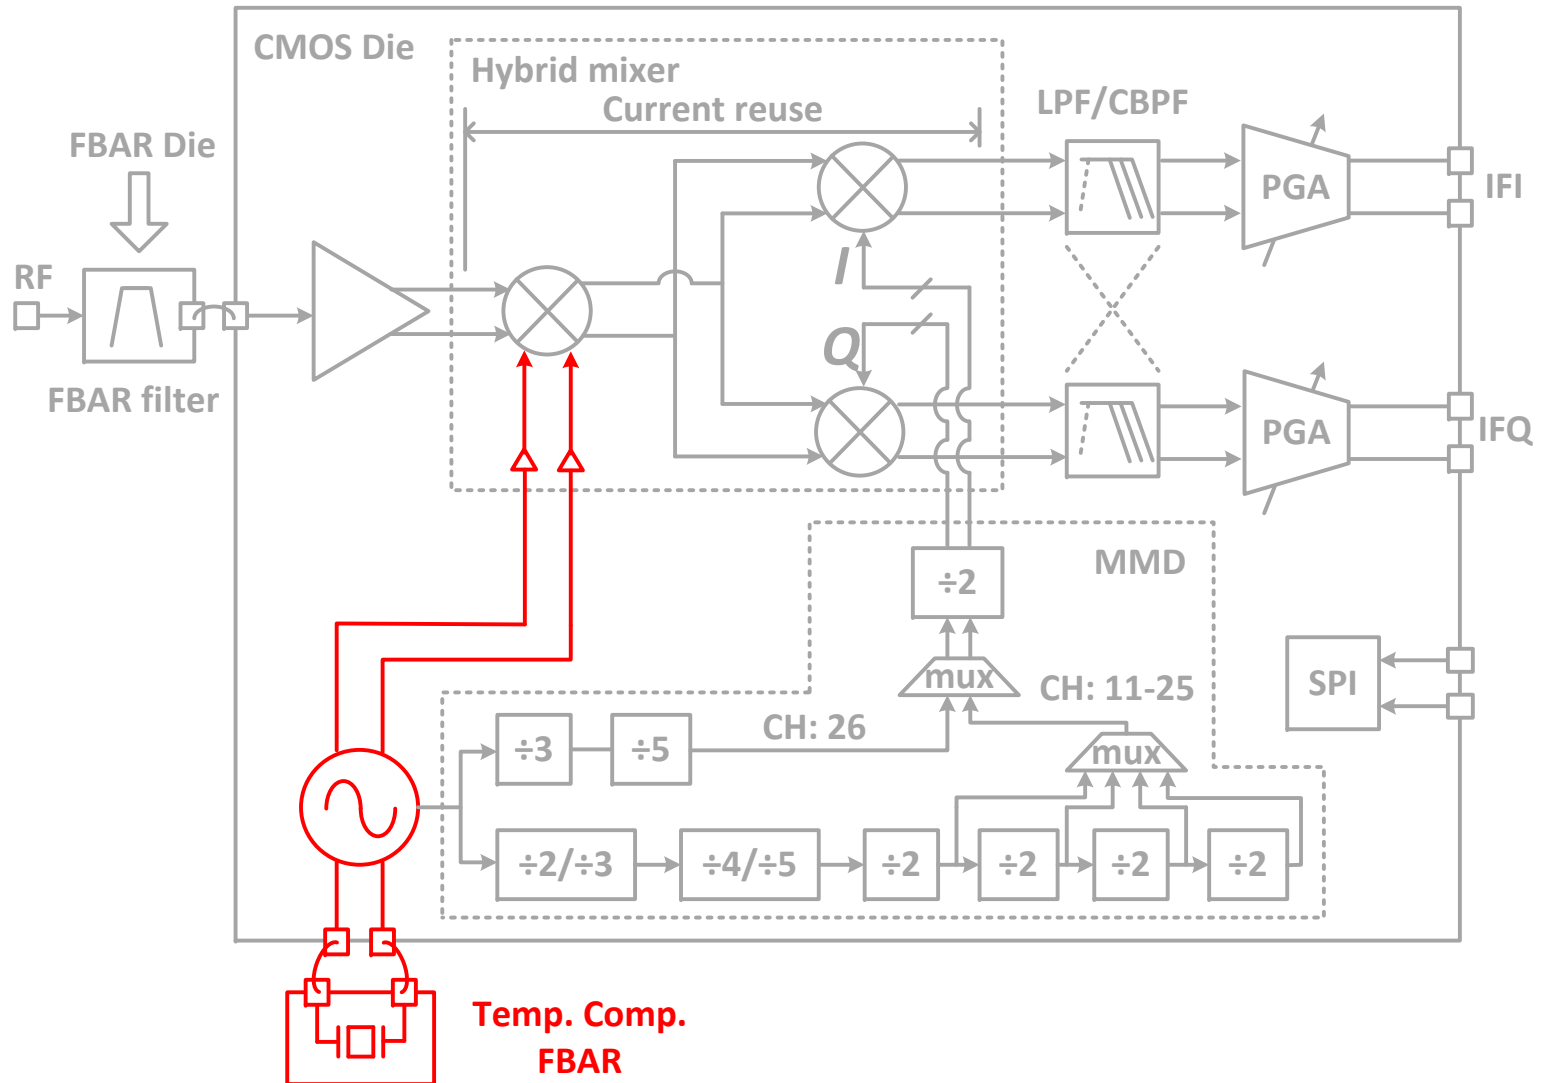 CMOS Die
Hybrid mixer
Current reuse
LPF/CBPF
FBAR Die
PGA
IFI
RF
I
FBAR filter
Q
PGA
IFQ
MMD
÷2
mux
CH: 11-25
SPI
CH: 26
÷3
÷5
mux
÷2/÷3
÷4/÷5
÷2
÷2
÷2
÷2
Temp. Comp.
FBAR